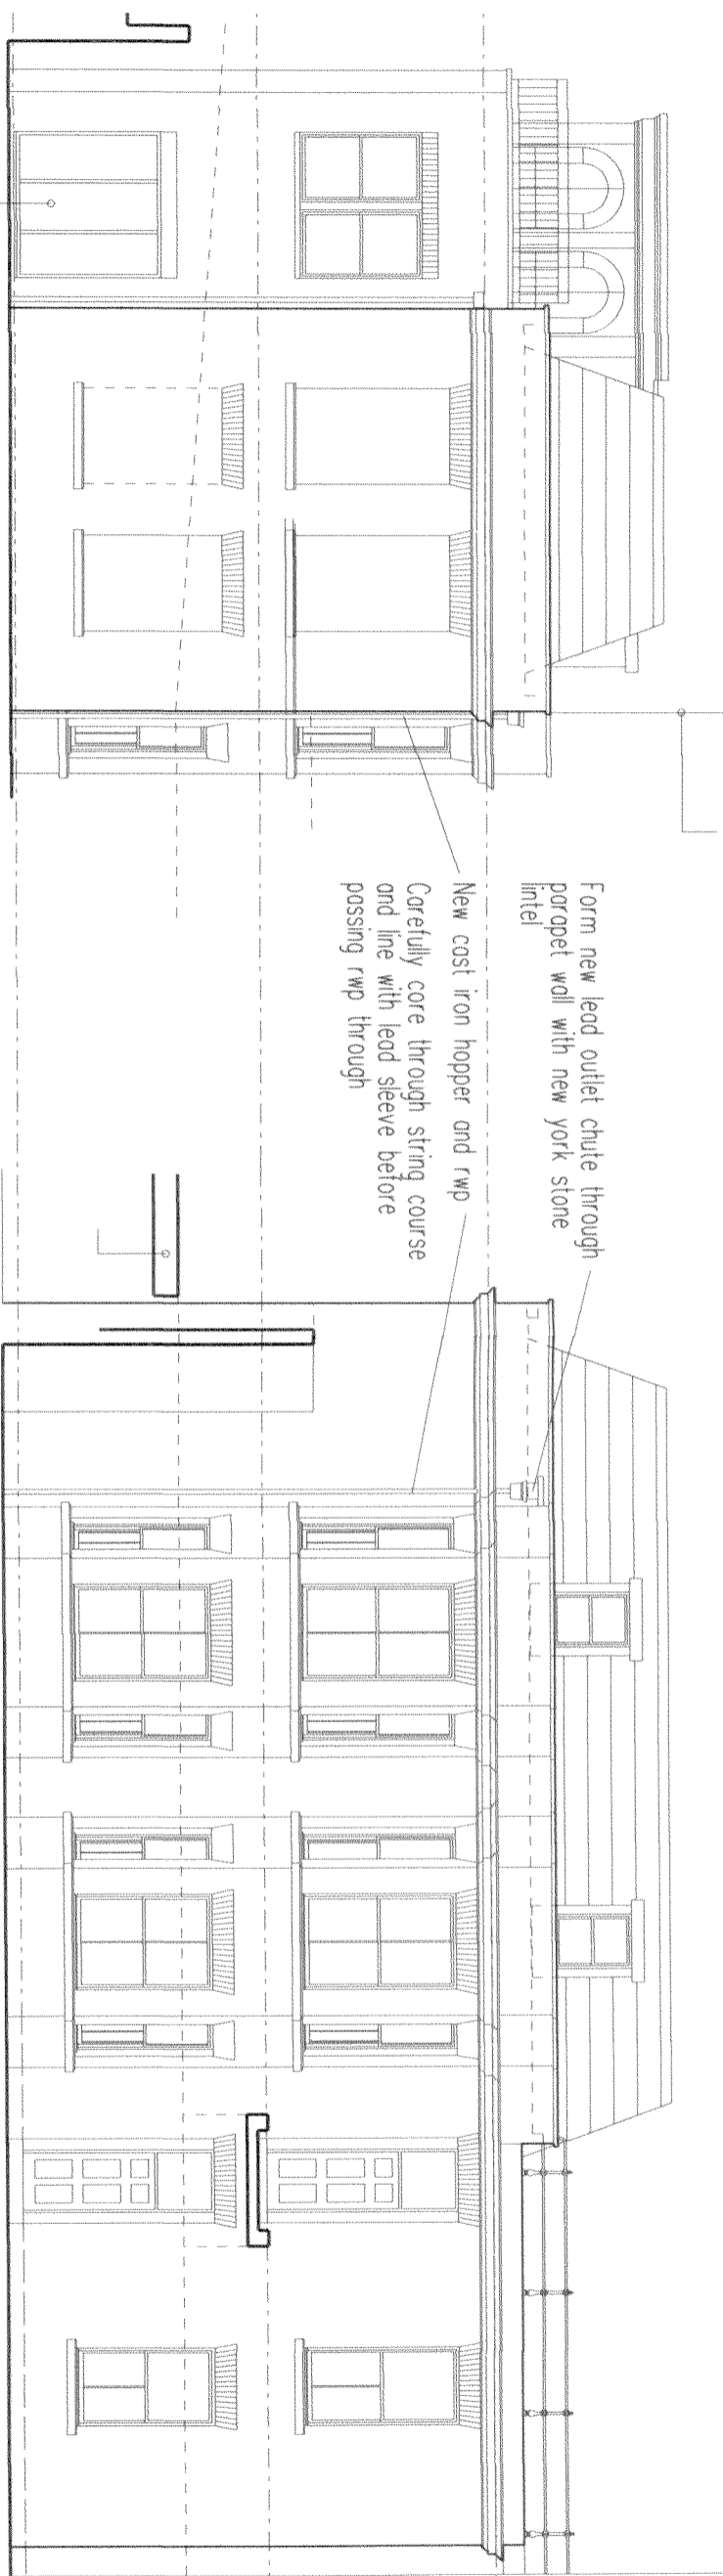 Form new lead outlet chute through
parapet wall with new york stone
lintel
New cast iron hopper and rwp
Carefully core through string course
and line with lead sleeve before
passing rwp through